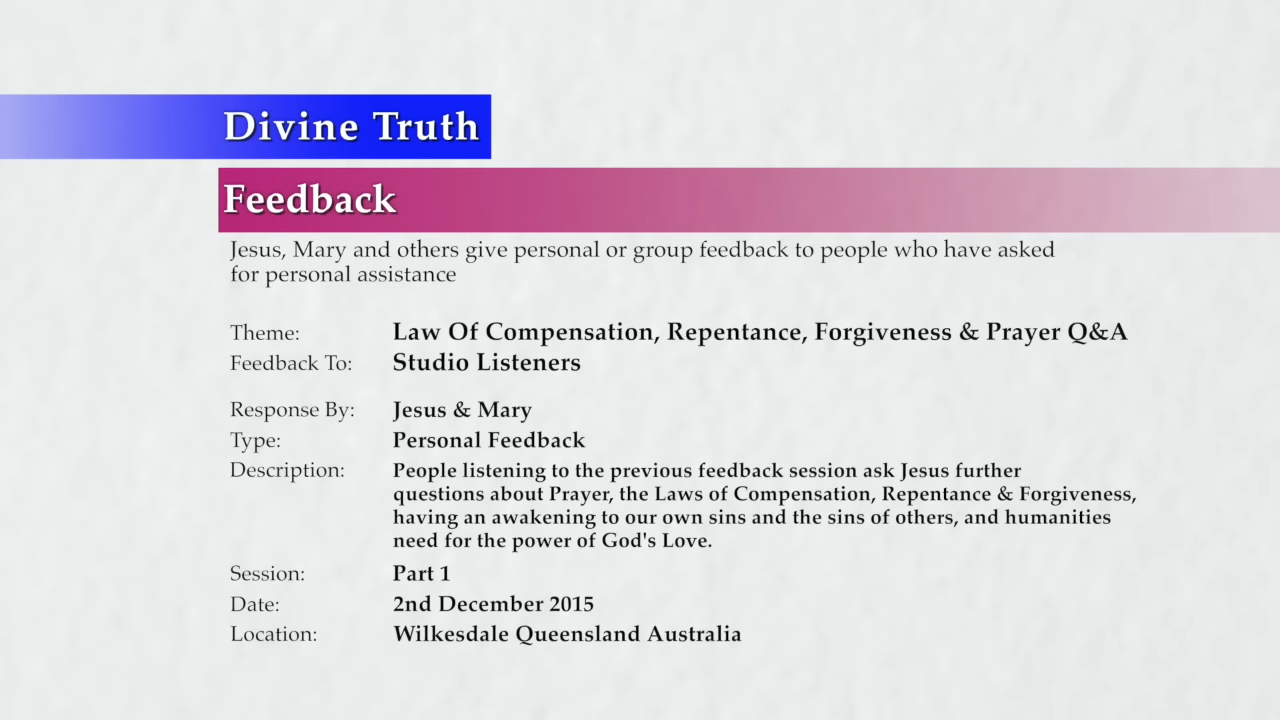 Divine Truth
Feedback
Jesus, Mary and others give personal or group feedback to people who have asked
for personal assistance
Theme: Law Of Compensation, Repentance, Forgiveness & Prayer Q&A
Feedback To: Studio Listeners
Response By: Jesus & Mary
Type: Personal Feedback
Description: People listening to the previous feedback session ask Jesus further
questions about Prayer, the Laws of Compensation, Repentance & Forgiveness,
having an awakening to our own sins and the sins of others, and humanities
need for the power of God's Love.
Session: Part 1
Date: 2nd December 2015
Location: Wilkesdale Queensland Australia